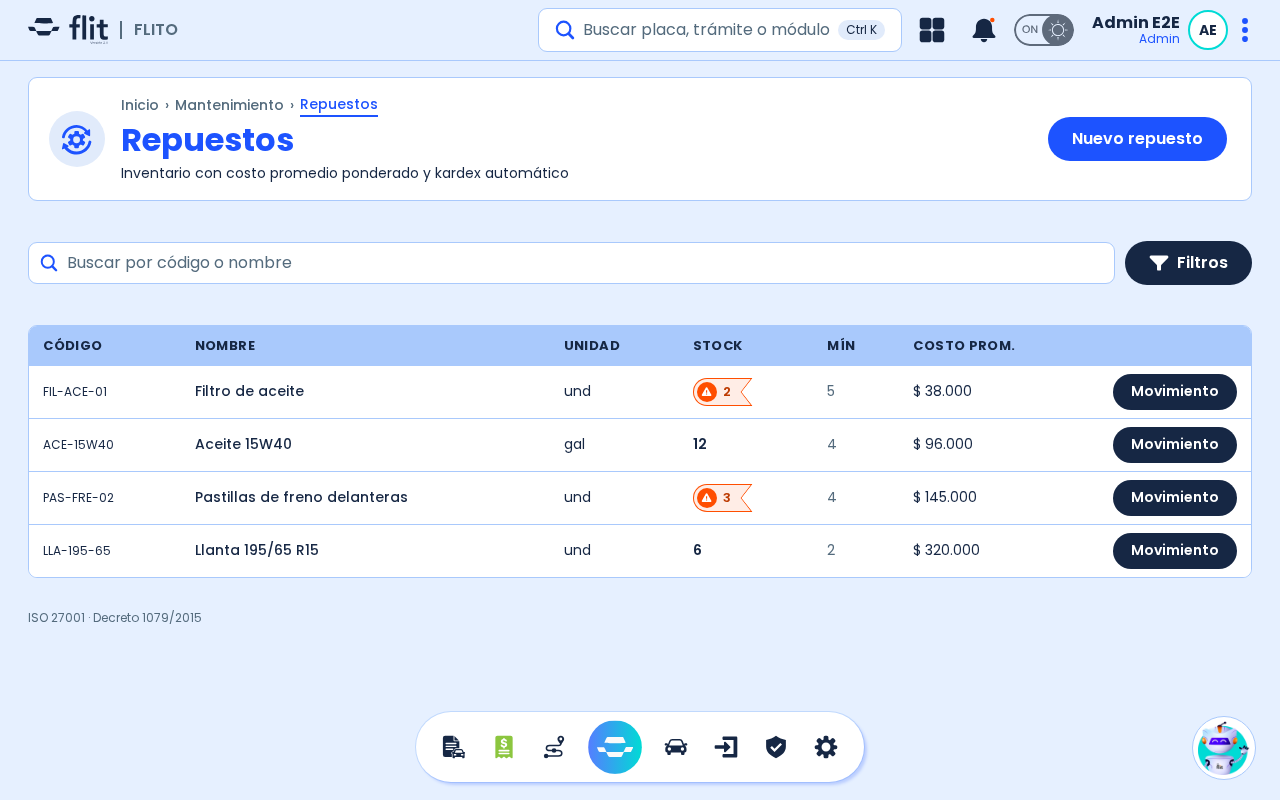 flit | FLITO
Buscar placa, trámite o módulo Ctrl K
ON
Admin E2E
Admin
AE
Inicio › Mantenimiento › Repuestos
Repuestos
Inventario con costo promedio ponderado y kardex automático
Nuevo repuesto
Buscar por código o nombre
Filtros
CÓDIGO NOMBRE UNIDAD STOCK MÍN COSTO PROM.
FIL-ACE-01 Filtro de aceite und 2 5 $ 38.000 Movimiento
ACE-15W40 Aceite 15W40 gal 12 4 $ 96.000 Movimiento
PAS-FRE-02 Pastillas de freno delanteras und 3 4 $ 145.000 Movimiento
LLA-195-65 Llanta 195/65 R15 und 6 2 $ 320.000 Movimiento
ISO 27001 · Decreto 1079/2015